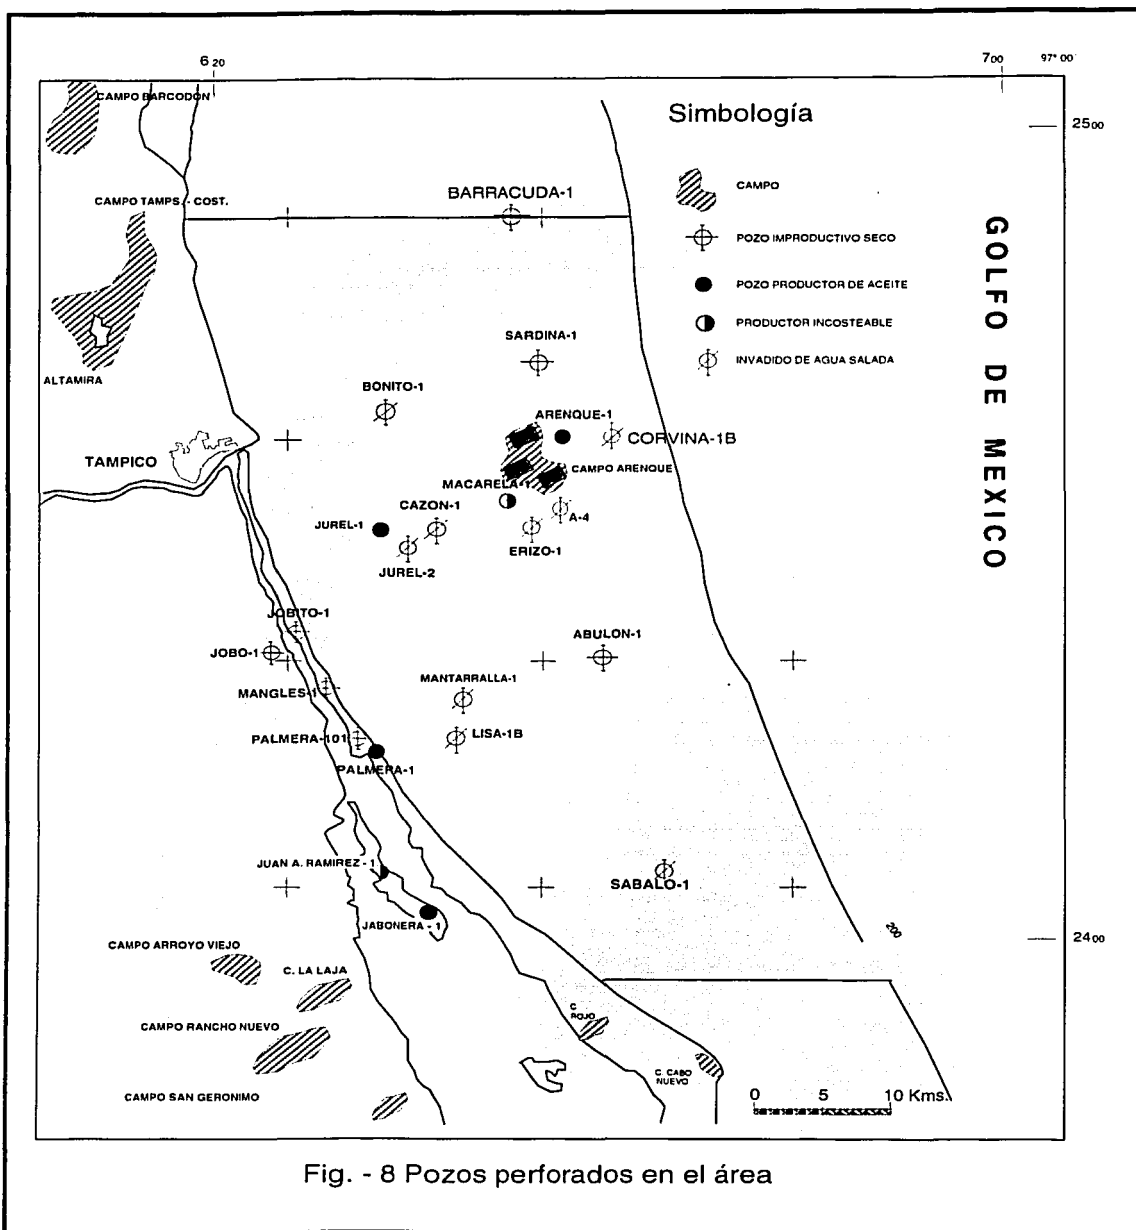 6 20
7 00
97° 00'
CAMPO BARCODÓN
Simbología
25 00
CAMPO
BARRACUDA-1
CAMPO TAMPS. - COST.
POZO IMPRODUCTIVO SECO
POZO PRODUCTOR DE ACEITE
PRODUCTOR INCOSTEABLE
INVADIDO DE AGUA SALADA
GOLFO DE MEXICO
SARDINA-1
ALTAMIRA
BONITO-1
ARENQUE-1
CORVINA-1B
TAMPICO
CAMPO ARENQUE
MACARELA-1
CAZON-1
A-4
JUREL-1
ERIZO-1
JUREL-2
JOBITO-1
ABULON-1
JOBO-1
MANTARRALLA-1
MANGLES-1
PALMERA-101
LISA-1B
PALMERA-1
JUAN A. RAMIREZ - 1
SABALO-1
JABONERA - 1
200
24 00
CAMPO ARROYO VIEJO
C. LA LAJA
C.
ROJO
CAMPO RANCHO NUEVO
C. CABO
NUEVO
CAMPO SAN GERONIMO
0 5 10 Kms.
Fig. - 8 Pozos perforados en el área